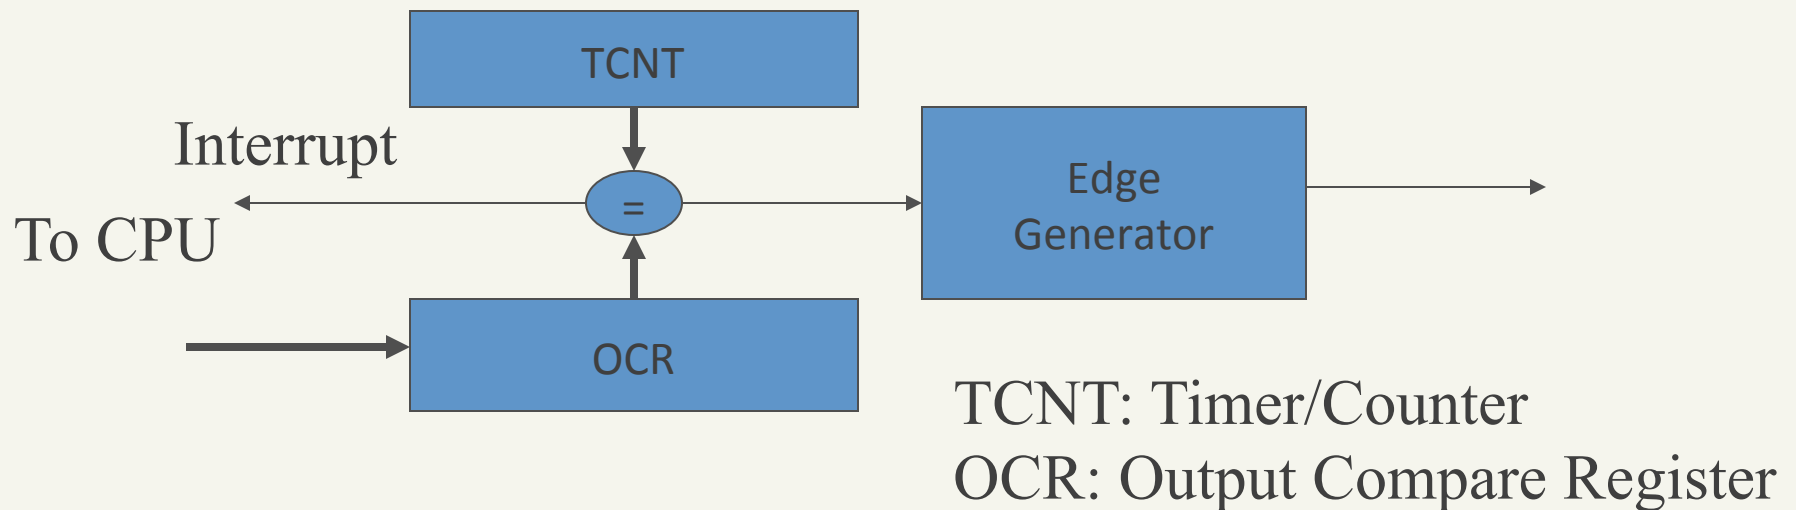 TCNT
Interrupt
To CPU
=
Edge
Generator
OCR
TCNT: Timer/Counter
OCR: Output Compare Register